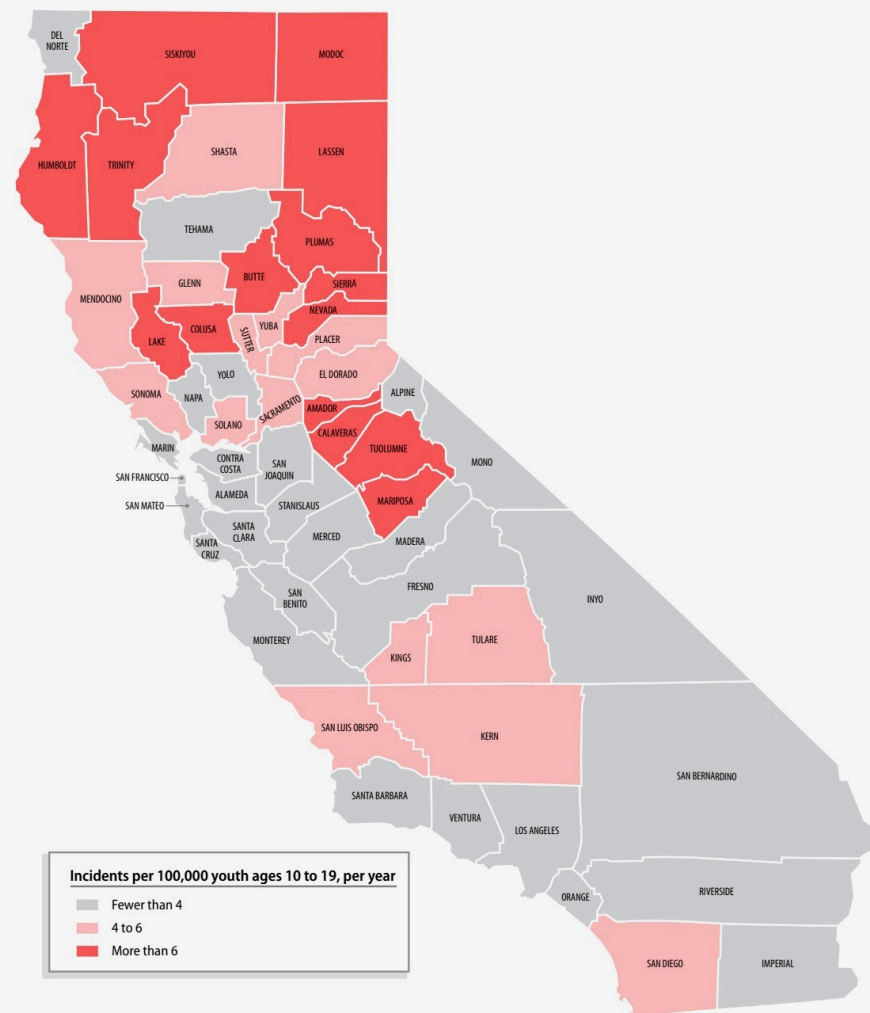 DEL
NORTE
SISKIYOU
MODOC
HUMBOLDT
TRINITY
SHASTA
LASSEN
TEHAMA
PLUMAS
BUTTE
GLENN
SIERRA
MENDOCINO
NEVADA
COLUSA
YUBA
SUTTER
LAKE
PLACER
YOLO
EL DORADO
SONOMA
NAPA
ALPINE
SACRAMENTO
AMADOR
SOLANO
CALAVERAS
TUOLUMNE
MARIN
CONTRA
COSTA
SAN
JOAQUIN
MONO
SAN FRANCISCO
ALAMEDA
MARIPOSA
SAN MATEO
STANISLAUS
SANTA
CLARA
MERCED
MADERA
SANTA
CRUZ
FRESNO
SAN
BENITO
INYO
MONTEREY
TULARE
KINGS
SAN LUIS OBISPO
KERN
SAN BERNARDINO
SANTA BARBARA
VENTURA
LOS ANGELES
ORANGE
RIVERSIDE
SAN DIEGO
IMPERIAL
Incidents per 100,000 youth ages 10 to 19, per year
Fewer than 4
4 to 6
More than 6